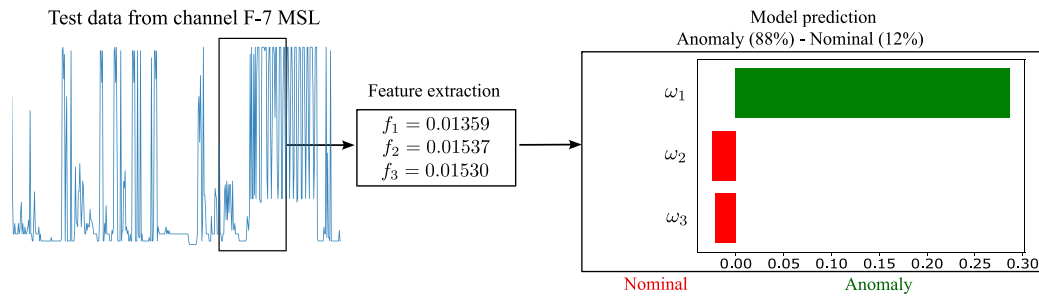 Test data from channel F-7 MSL
Feature extraction
f₁ = 0.01359
f₂ = 0.01537
f₃ = 0.01530
Model prediction
Anomaly (88%) - Nominal (12%)
ω₁
ω₂
ω₃
0.00 0.05 0.10 0.15 0.20 0.25 0.30
Nominal Anomaly